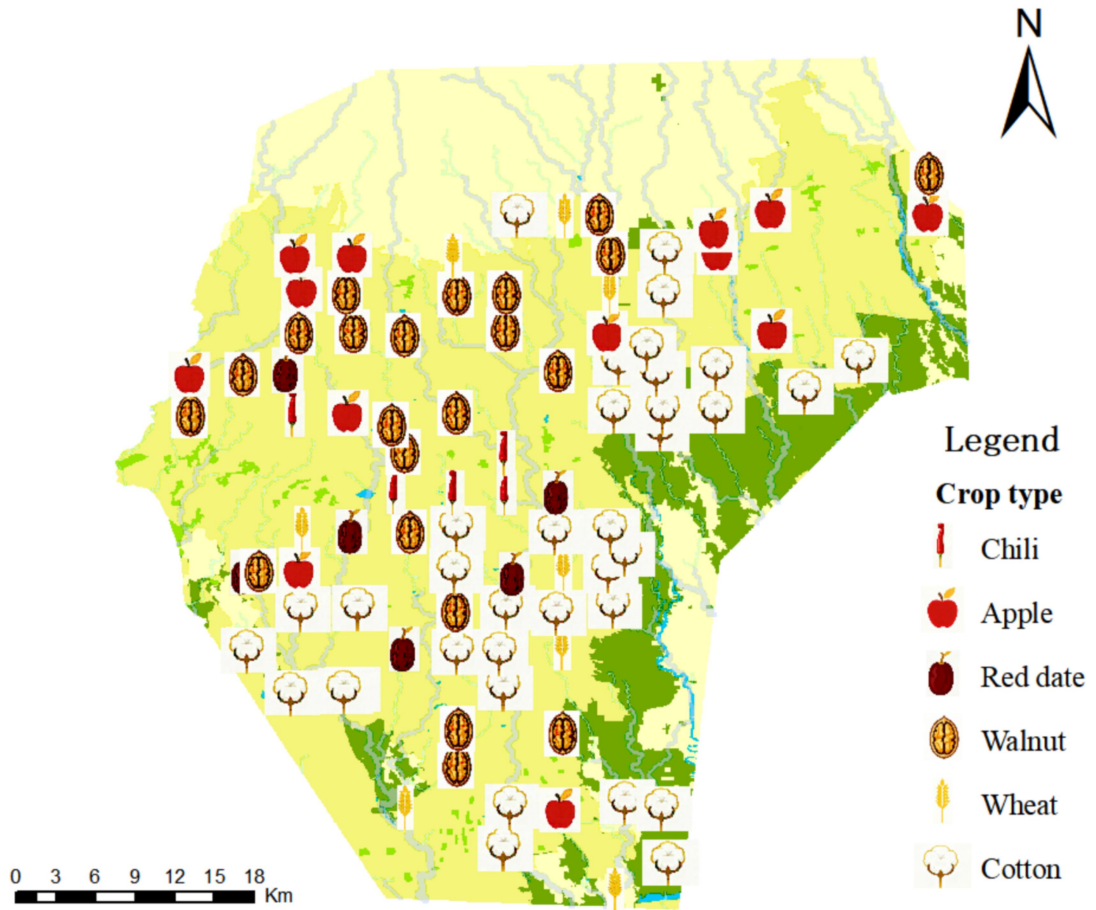 N
Legend
Crop type
Chili
Apple
Red date
Walnut
Wheat
Cotton
0 3 6 9 12 15 18
Km